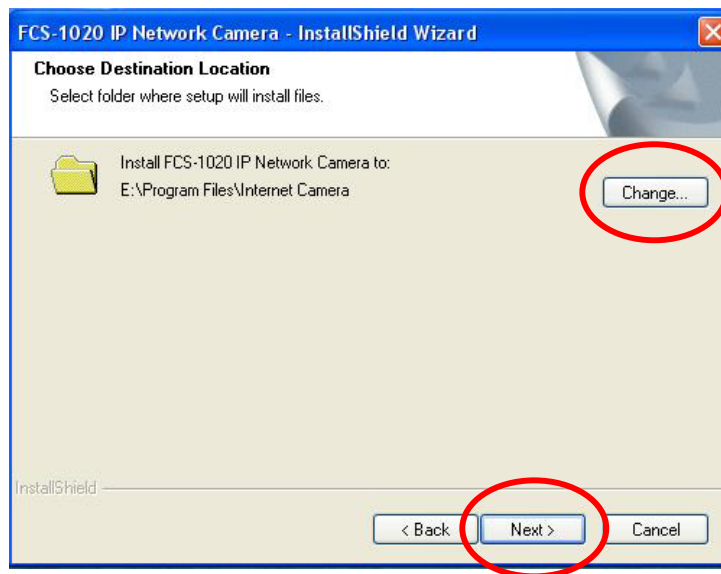 FCS-1020 IP Network Camera - InstallShield Wizard
Choose Destination Location
Select folder where setup will install files.
Install FCS-1020 IP Network Camera to:
E:\Program Files\Internet Camera
Change...
InstallShield
< Back
Next >
Cancel